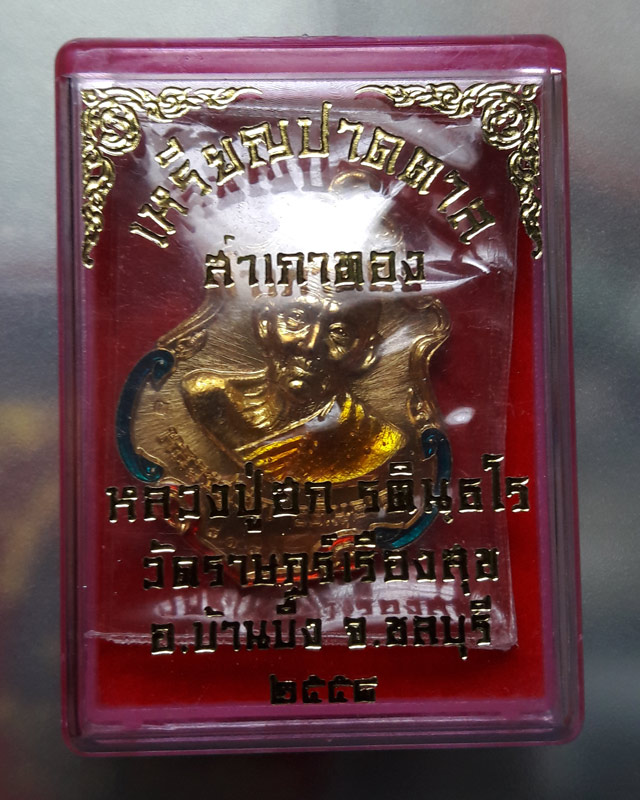 เหรียญปาดตาล
สำเภาทอง
หลวงปู่ฮก รตินฺธโร
วัดราษฎร์เรืองสุข
อ.บ้านบึง จ.ชลบุรี
๒๕๕๘